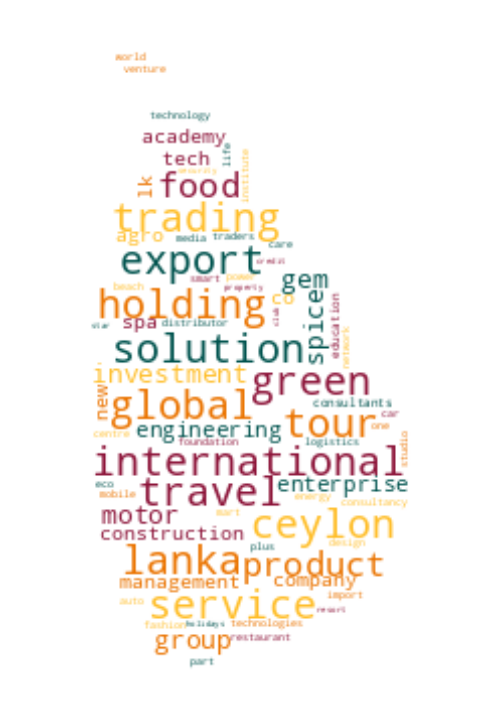 world
venture
technology
academy
tech
life
security
institute
lk
food
trading
agro
media
traders
care
export
credit
smart
power
gem
beach
property
holding
co
spice
club
education
star
spa
distributor
network
solution
investment
green
new
global
consultants
tour
car
one
centre
engineering
foundation
logistics
studio
international
eco
travel
enterprise
mobile
energy
consultancy
motor
mart
ceylon
construction
plus
design
lanka
product
management
company
auto
service
import
resort
fashion
holidays
technologies
group
restaurant
part